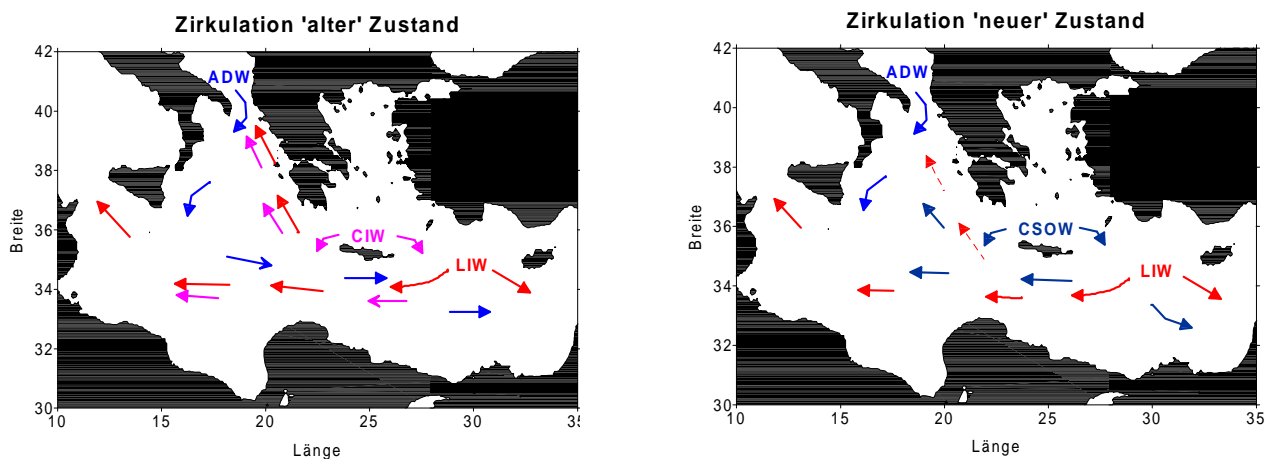 Zirkulation 'alter' Zustand
42
40
38
36
34
32
30
Breite
10
15
20
25
30
35
Länge
ADW
CIW
LIW
Zirkulation 'neuer' Zustand
42
40
38
36
34
32
30
Breite
10
15
20
25
30
35
Länge
ADW
CSOW
LIW